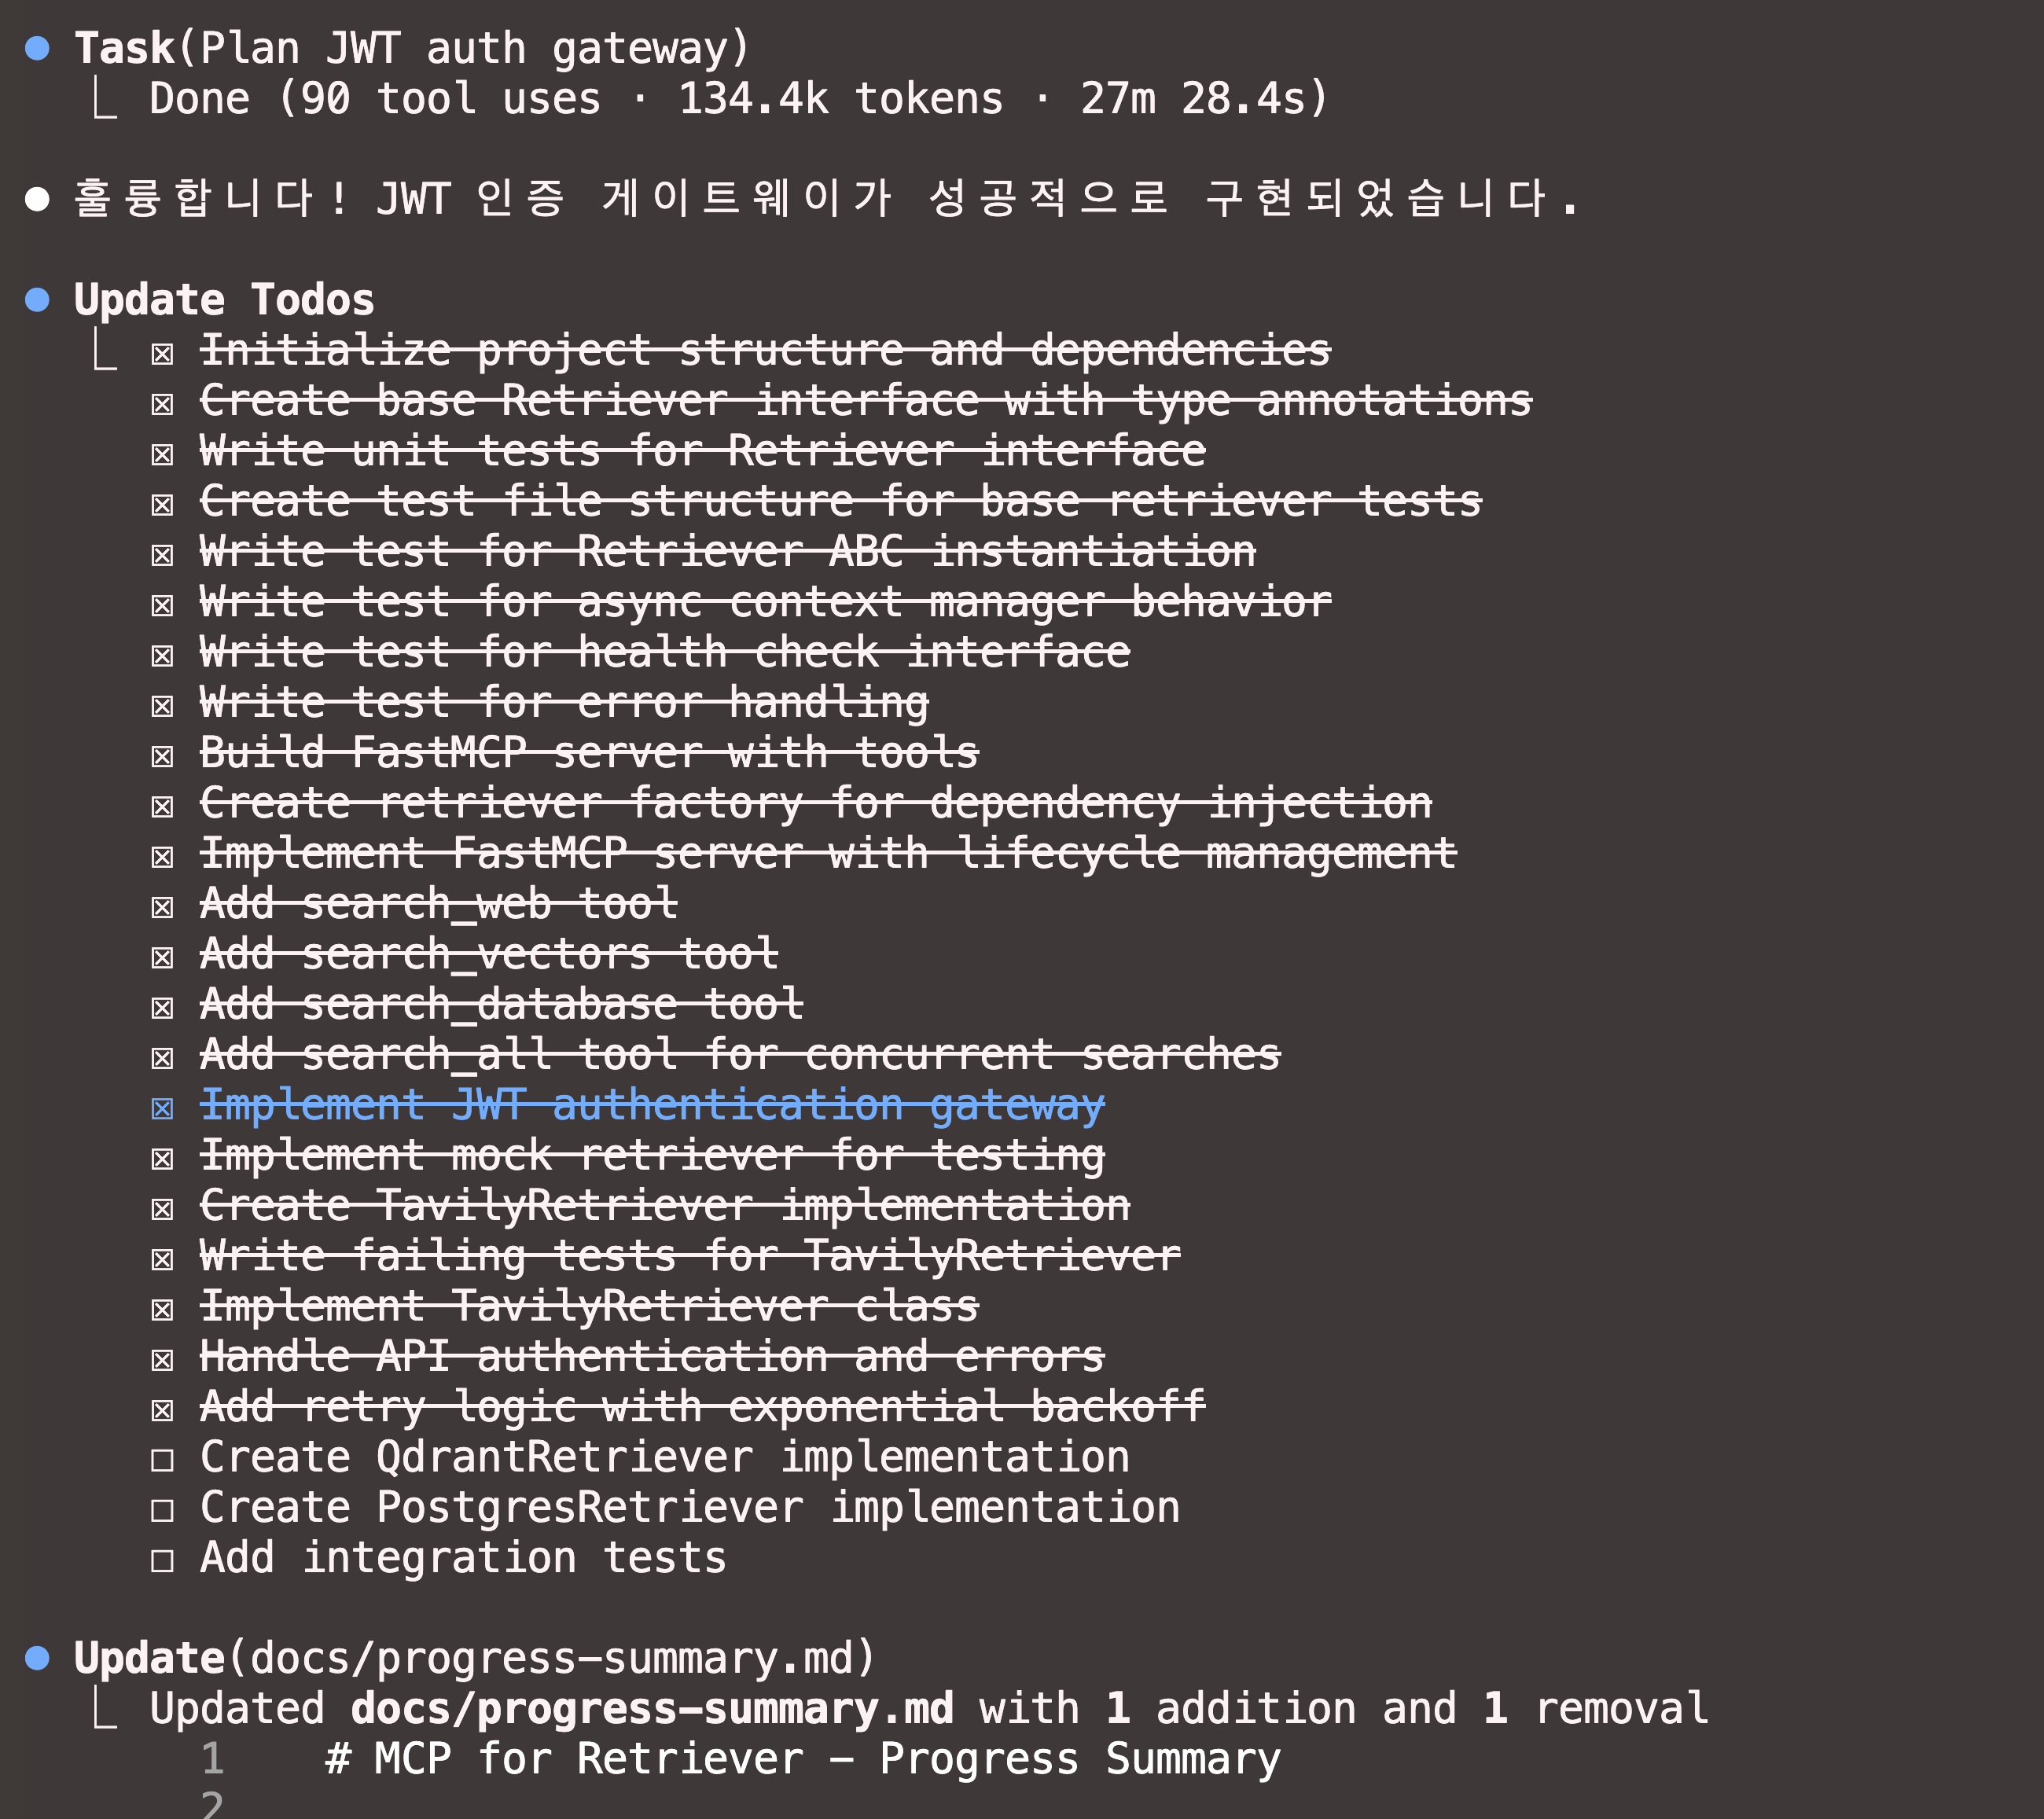 ● Task(Plan JWT auth gateway)
⎿ Done (90 tool uses · 134.4k tokens · 27m 28.4s)
● 훌륭합니다! JWT 인증 게이트웨이가 성공적으로 구현되었습니다.
● Update Todos
⎿ ☒ Initialize project structure and dependencies
☒ Create base Retriever interface with type annotations
☒ Write unit tests for Retriever interface
☒ Create test file structure for base retriever tests
☒ Write test for Retriever ABC instantiation
☒ Write test for async context manager behavior
☒ Write test for health check interface
☒ Write test for error handling
☒ Build FastMCP server with tools
☒ Create retriever factory for dependency injection
☒ Implement FastMCP server with lifecycle management
☒ Add search_web tool
☒ Add search_vectors tool
☒ Add search_database tool
☒ Add search_all tool for concurrent searches
☒ Implement JWT authentication gateway
☒ Implement mock retriever for testing
☒ Create TavilyRetriever implementation
☒ Write failing tests for TavilyRetriever
☒ Implement TavilyRetriever class
☒ Handle API authentication and errors
☒ Add retry logic with exponential backoff
☐ Create QdrantRetriever implementation
☐ Create PostgresRetriever implementation
☐ Add integration tests
● Update(docs/progress-summary.md)
⎿ Updated docs/progress-summary.md with 1 addition and 1 removal
1 # MCP for Retriever - Progress Summary
2